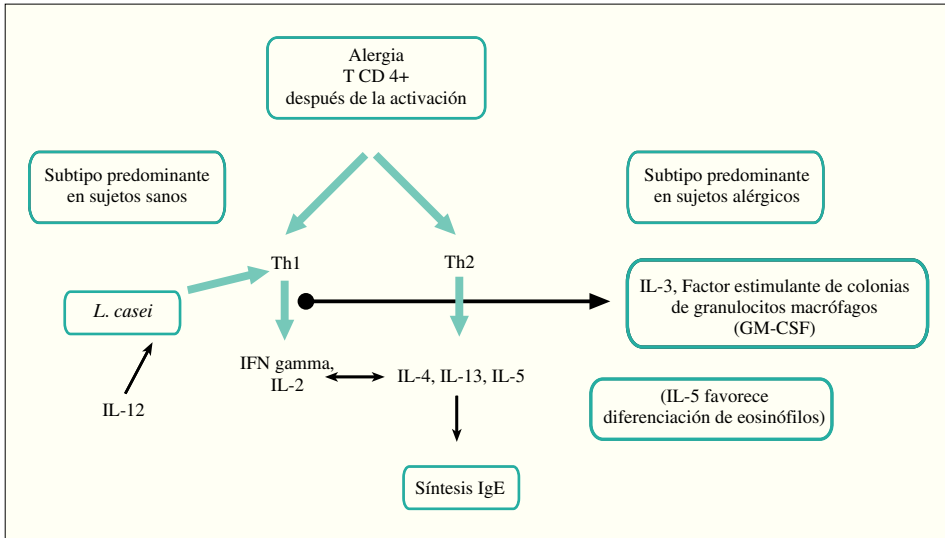 Alergia
T CD 4+
después de la activación
Subtipo predominante
en sujetos sanos
Subtipo predominante
en sujetos alérgicos
Th1
Th2
L. casei
IL-3, Factor estimulante de colonias
de granulocitos macrófagos
(GM-CSF)
IFN gamma,
IL-2
IL-4, IL-13, IL-5
IL-12
(IL-5 favorece
diferenciación de eosinófilos)
Síntesis IgE